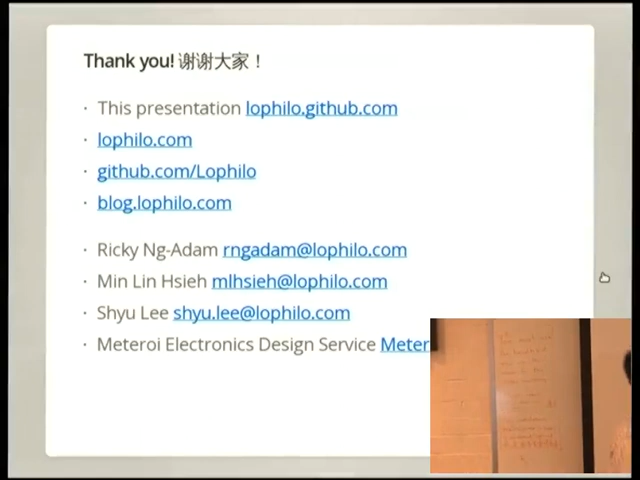 Thank you! 谢谢大家！
· This presentation lophilo.github.com
· lophilo.com
· github.com/Lophilo
· blog.lophilo.com
· Ricky Ng-Adam rngadam@lophilo.com
· Min Lin Hsieh mlhsieh@lophilo.com
· Shyu Lee shyu.lee@lophilo.com
· Meteroi Electronics Design Service Meter